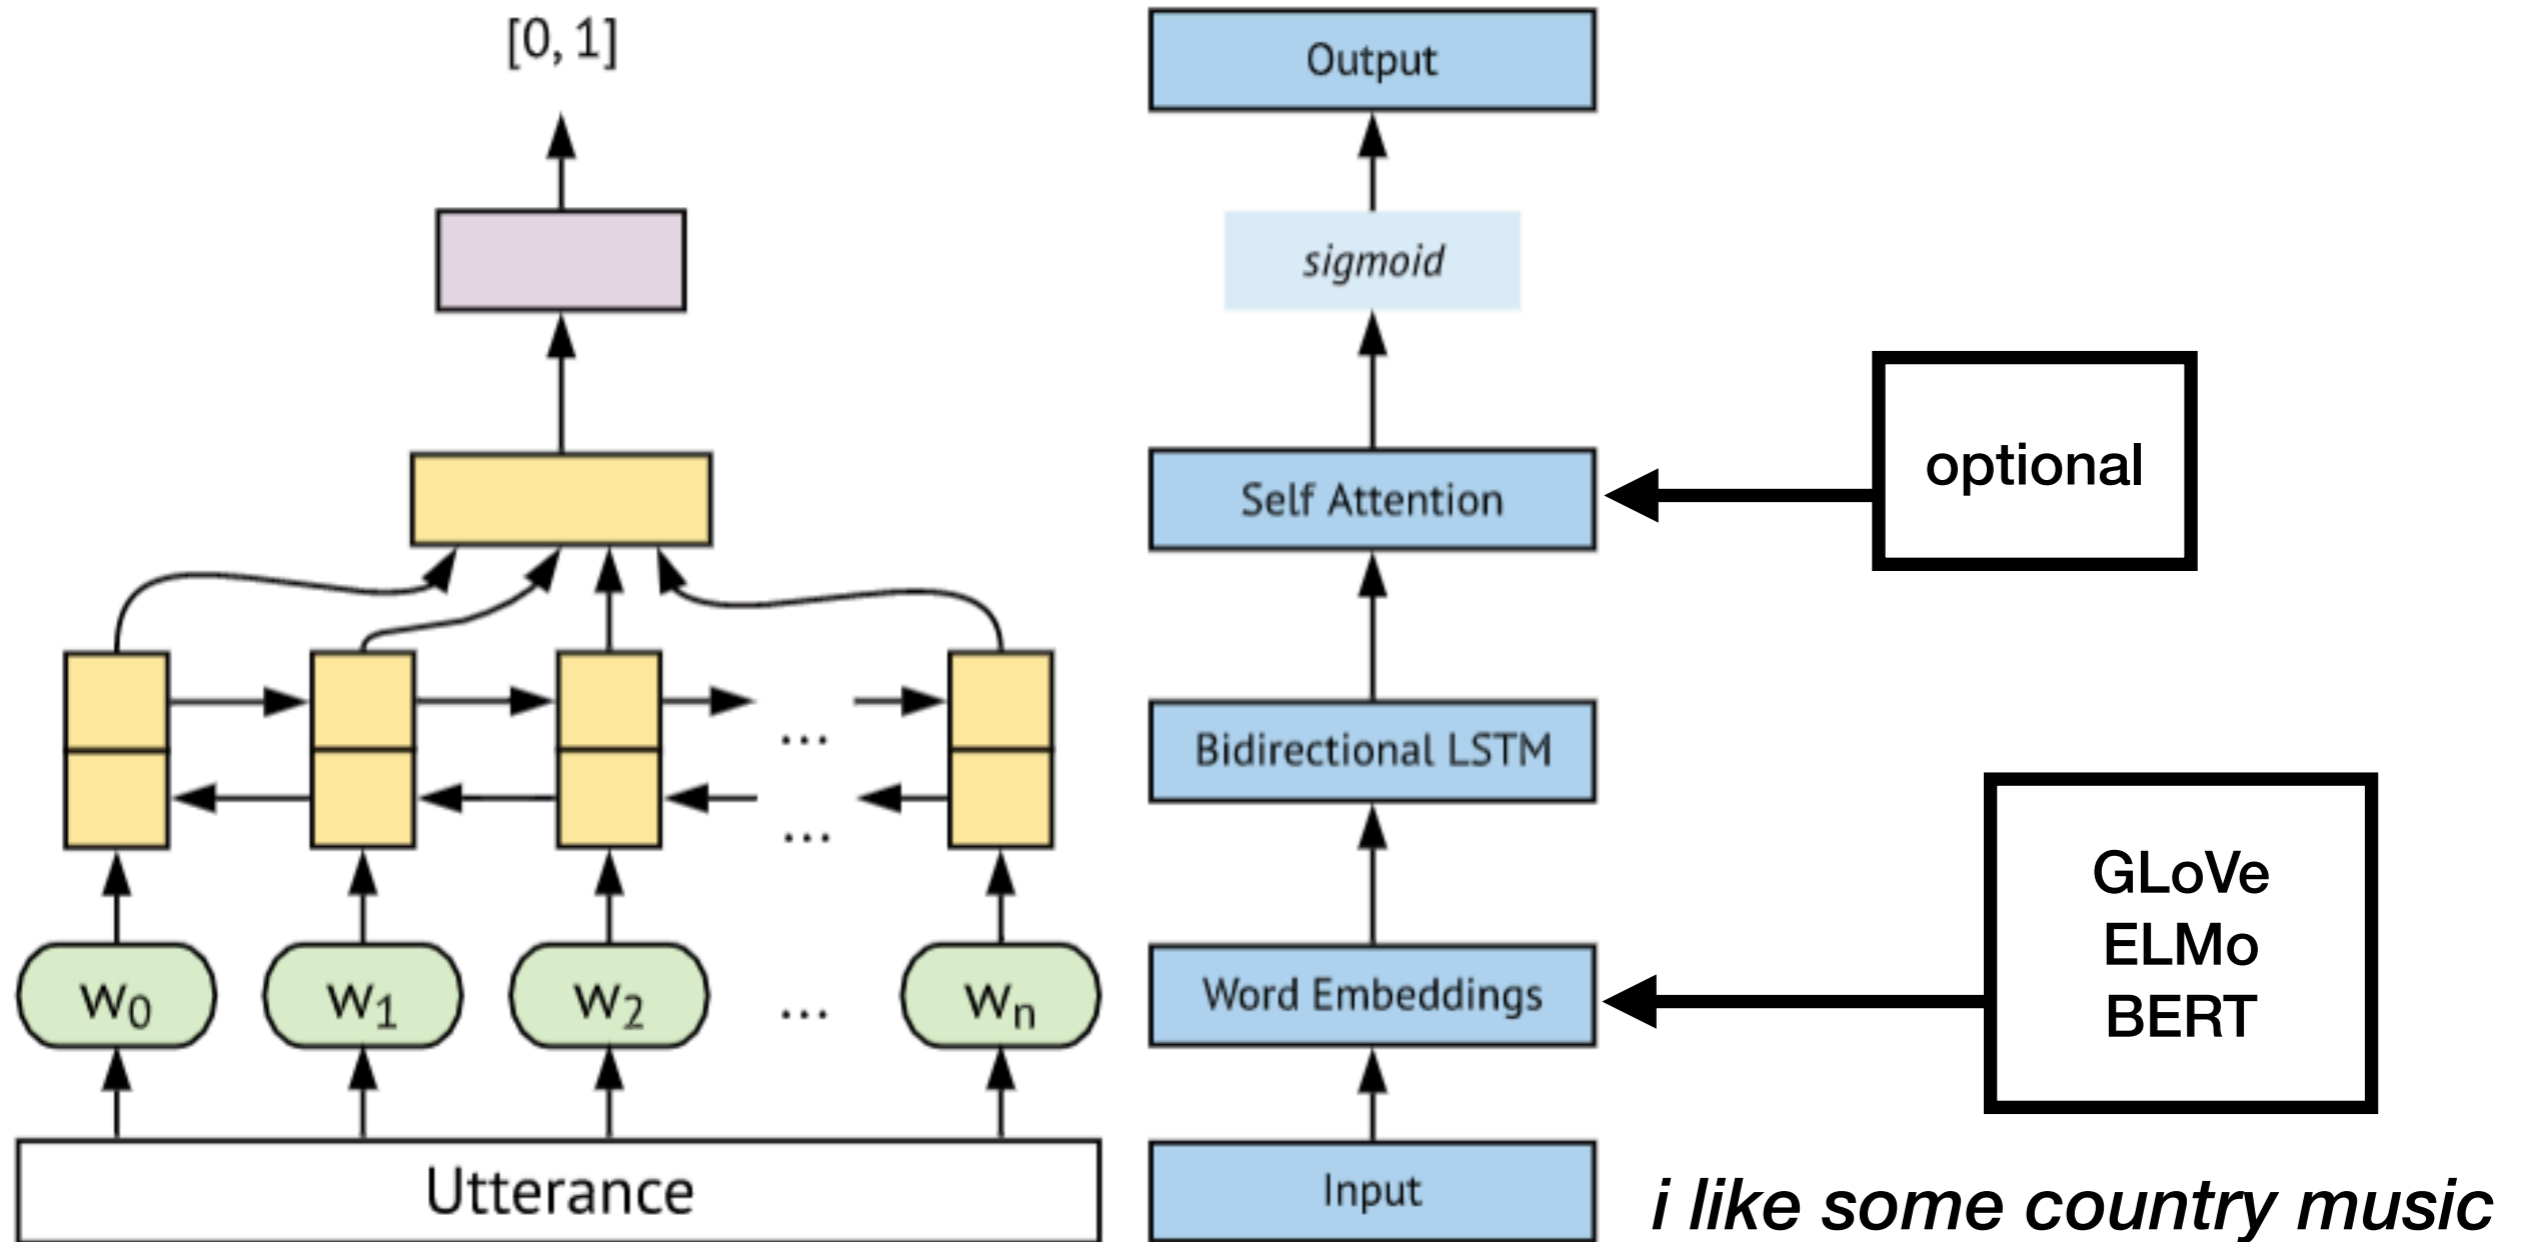 [0, 1]
Output
sigmoid
optional
Self Attention
...
Bidirectional LSTM
...
GLoVe
ELMo
BERT
w0
w1
w2
...
wn
Word Embeddings
Utterance
Input
i like some country music